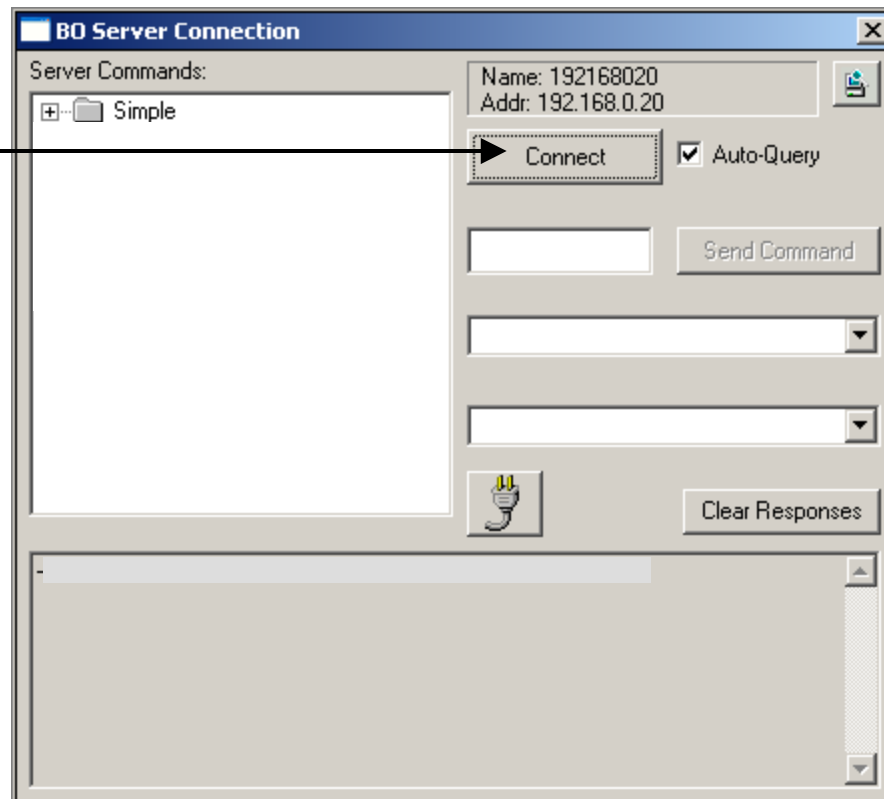 BO Server Connection
Server Commands:
Simple
Name: 192168020
Addr: 192.168.0.20
Connect
Auto-Query
Send Command
Clear Responses